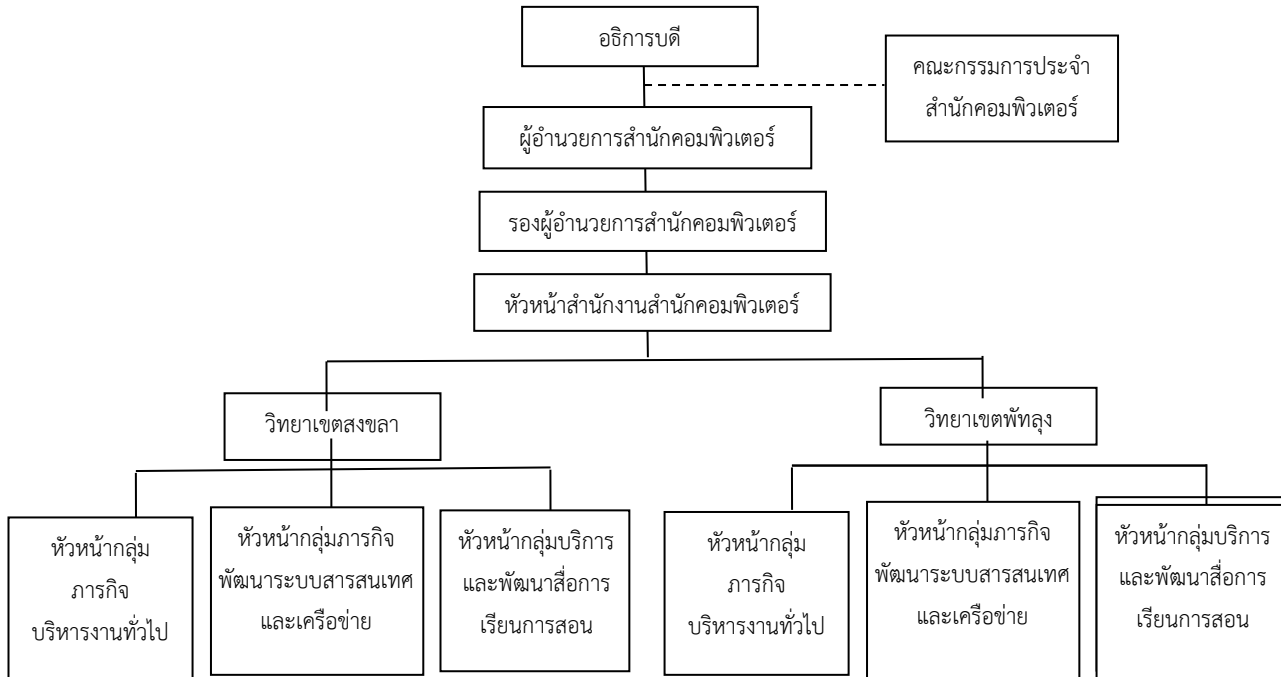 อธิการบดี
คณะกรรมการประจำ
สำนักคอมพิวเตอร์
ผู้อำนวยการสำนักคอมพิวเตอร์
รองผู้อำนวยการสำนักคอมพิวเตอร์
หัวหน้าสำนักงานสำนักคอมพิวเตอร์
วิทยาเขตสงขลา
วิทยาเขตพัทลุง
หัวหน้ากลุ่ม
ภารกิจ
บริหารงานทั่วไป
หัวหน้ากลุ่มภารกิจ
พัฒนาระบบสารสนเทศ
และเครือข่าย
หัวหน้ากลุ่มบริการ
และพัฒนาสื่อการ
เรียนการสอน
หัวหน้ากลุ่ม
ภารกิจ
บริหารงานทั่วไป
หัวหน้ากลุ่มภารกิจ
พัฒนาระบบสารสนเทศ
และเครือข่าย
หัวหน้ากลุ่มบริการ
และพัฒนาสื่อการ
เรียนการสอน